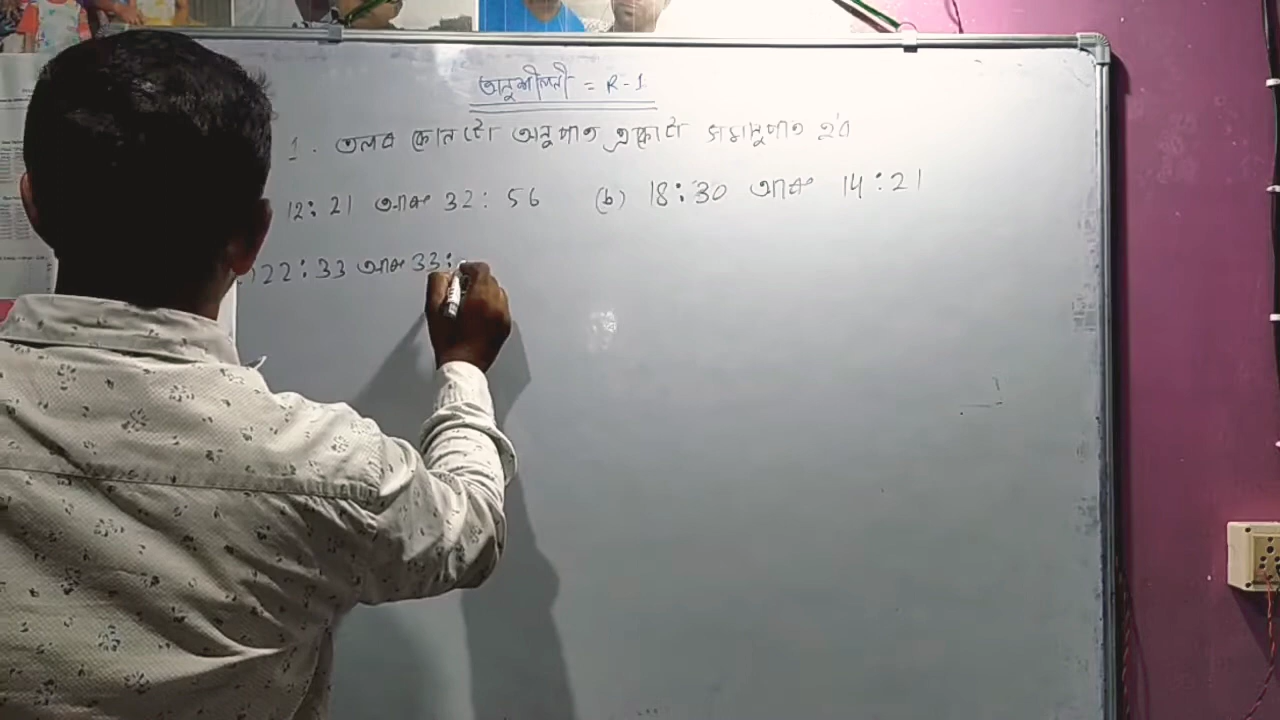 অনুশীলনী = R-1
1. তলৰ কোনটো অনুপাত একোটা সমানুপাত হ'ব
12:21 আৰু 32:56 (b) 18:30 আৰু 14:21
)22:33 আৰু 33: